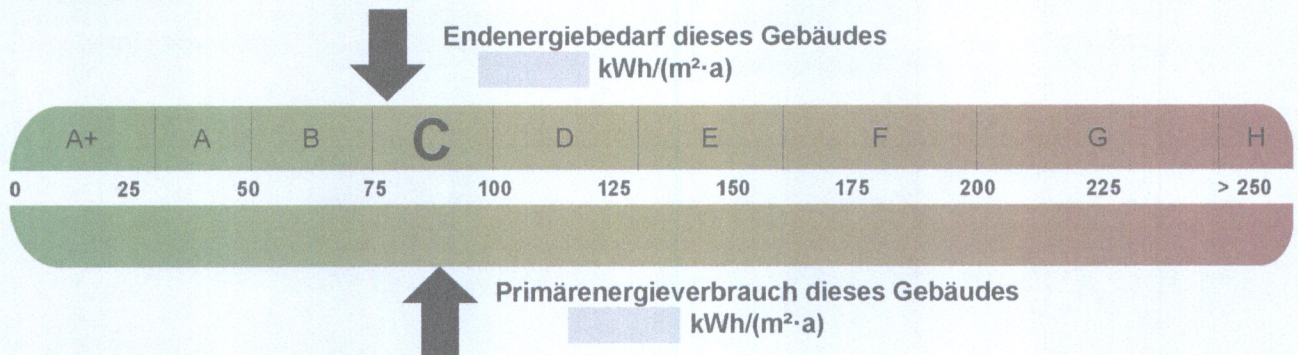 Endenergiebedarf dieses Gebäudes
kWh/(m²·a)
A+ A B C D E F G H
0 25 50 75 100 125 150 175 200 225 > 250
Primärenergieverbrauch dieses Gebäudes
kWh/(m²·a)